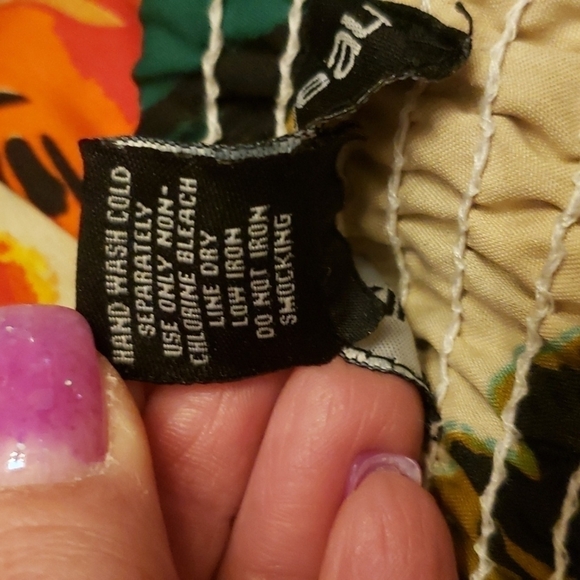 HAND WASH COLD
SEPARATELY
USE ONLY NON-
CHLORINE BLEACH
LINE DRY
LOW IRON
DO NOT IRON
SMOCKING